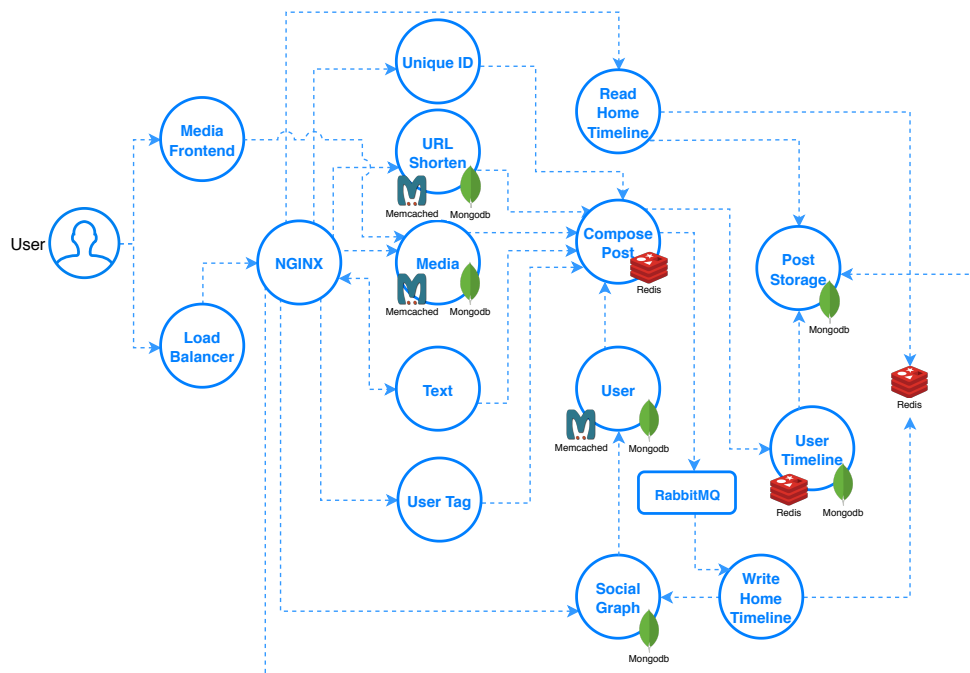 Unique ID
Read
Home
Timeline
Media
Frontend
URL
Shorten
Memcached
Mongodb
User
NGINX
Media
Memcached
Mongodb
Compose
Post
Redis
Post
Storage
Mongodb
Load
Balancer
Text
User
Memcached
Mongodb
Redis
User
Timeline
Redis
Mongodb
User Tag
RabbitMQ
Social
Graph
Mongodb
Write
Home
Timeline